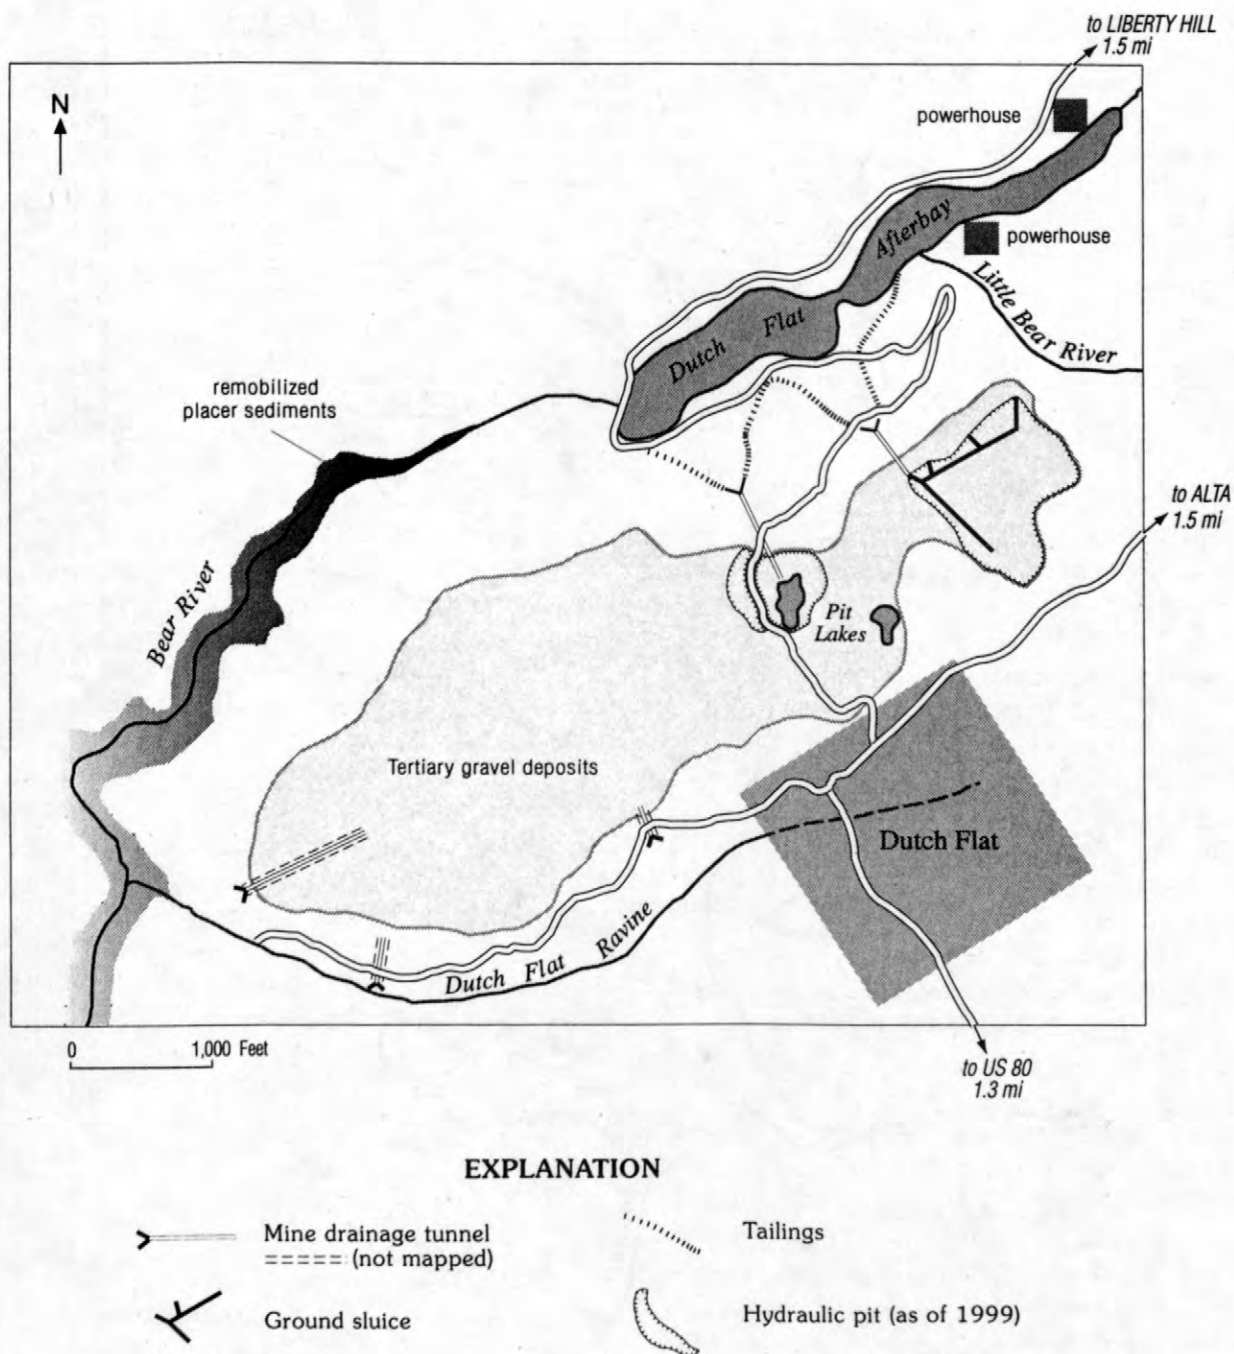 to LIBERTY HILL
1.5 mi
N
powerhouse
Afterbay
powerhouse
Little Bear River
Dutch Flat
remobilized
placer sediments
to ALTA
1.5 mi
Bear River
Pit
Lakes
Tertiary gravel deposits
Dutch Flat
Dutch Flat Ravine
0 1,000 Feet
to US 80
1.3 mi
EXPLANATION
Mine drainage tunnel
(not mapped)
Tailings
Ground sluice
Hydraulic pit (as of 1999)